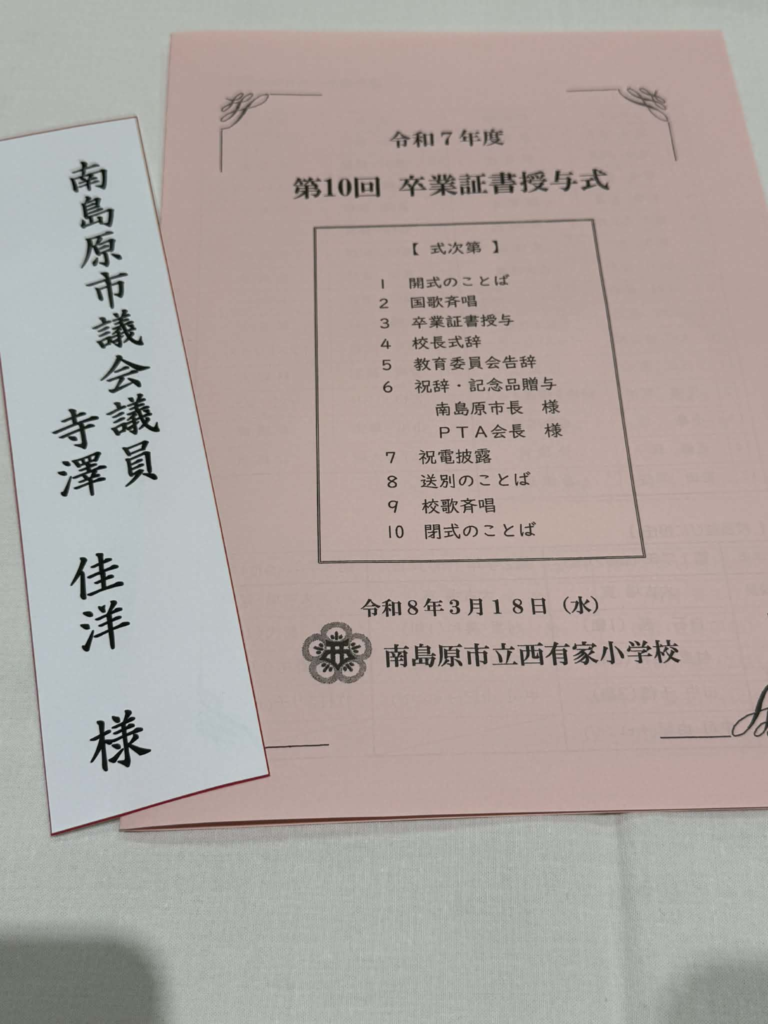 南島原市議会議員
寺澤 佳洋 様
令和7年度
第10回 卒業証書授与式
【 式次第 】
1 開式のことば
2 国歌斉唱
3 卒業証書授与
4 校長式辞
5 教育委員会告辞
6 祝辞・記念品贈与
南島原市長 様
PTA会長 様
7 祝電披露
8 送別のことば
9 校歌斉唱
10 閉式のことば
令和8年3月18日（水）
南島原市立西有家小学校